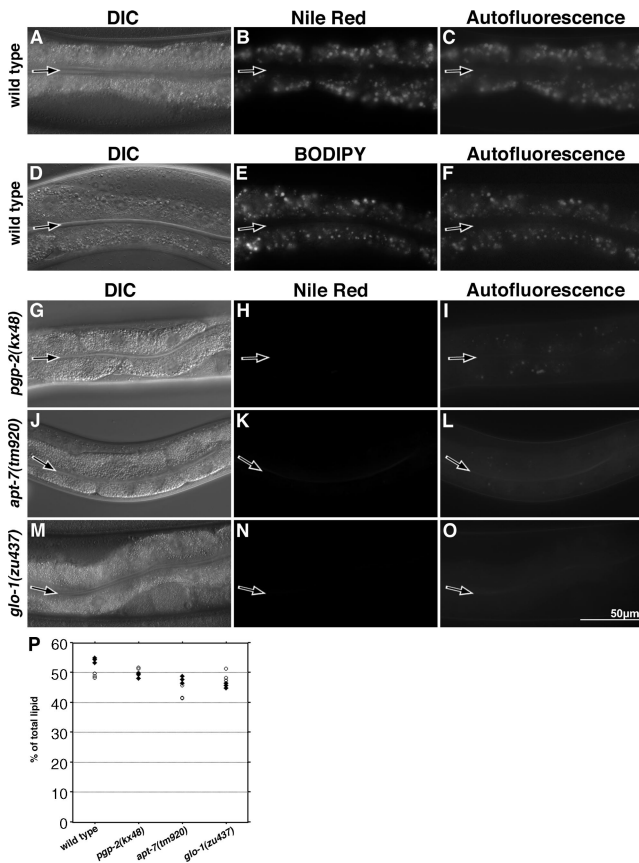 DIC Nile Red Autofluorescence
wild type
A B C
DIC BODIPY Autofluorescence
wild type
D E F
DIC Nile Red Autofluorescence
pgp-2(kx48)
G H I
apt-7(tm920)
J K L
glo-1(zu437)
M N O
50µm
P
% of total lipid
60
50
40
30
20
10
0
wild type pgp-2(kx48) apt-7(tm920) glo-1(zu437)